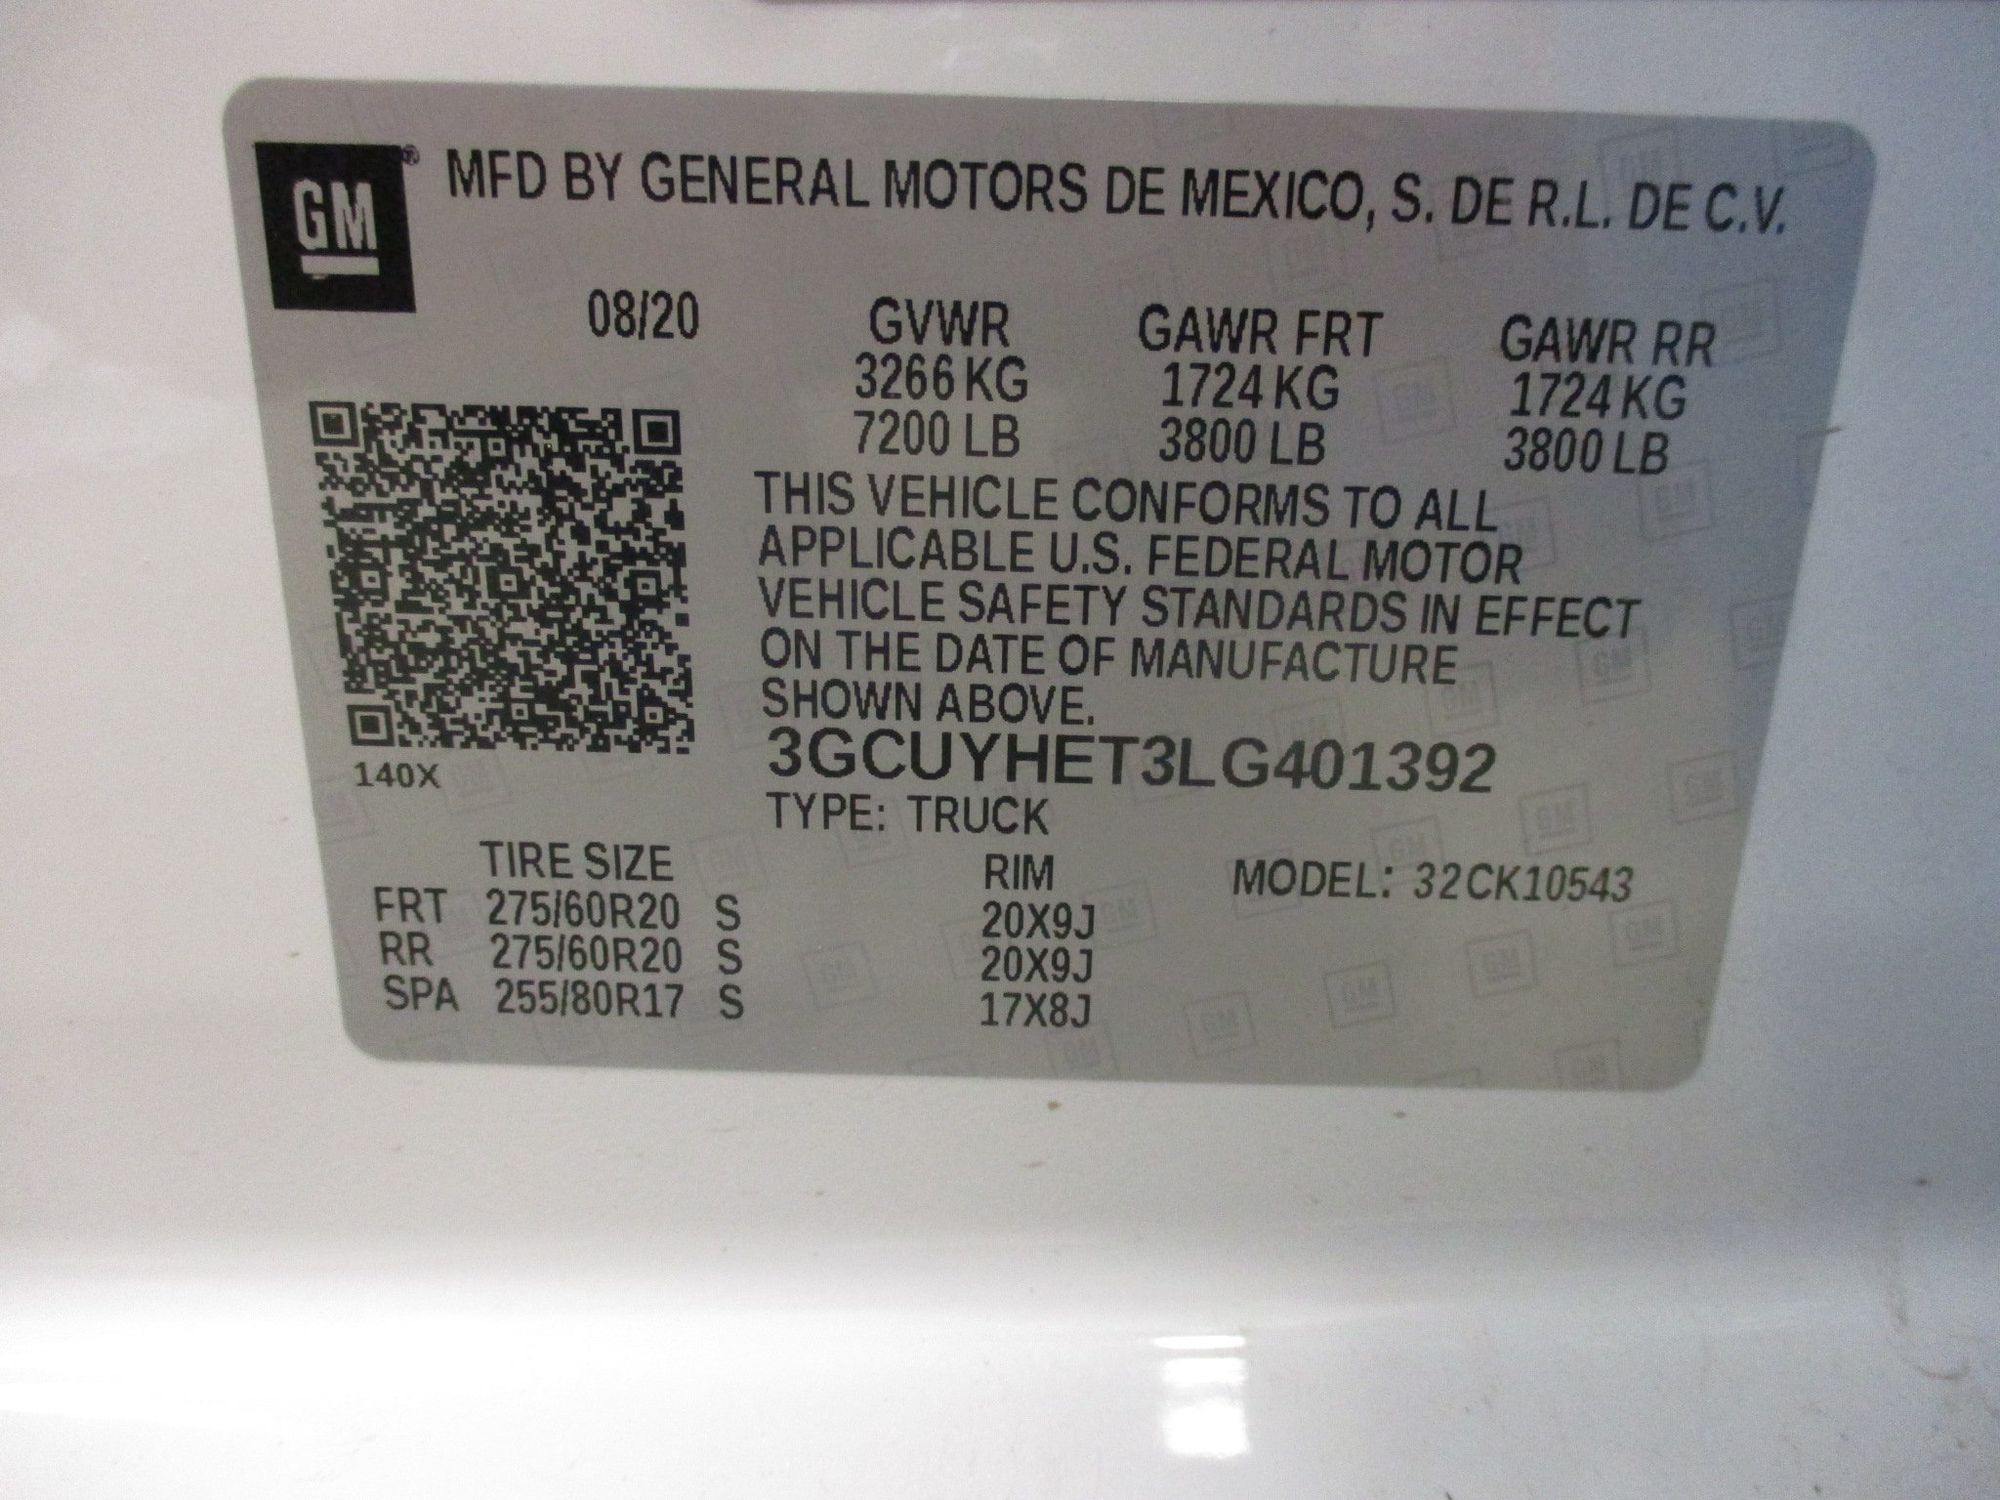 GM® MFD BY GENERAL MOTORS DE MEXICO, S. DE R.L. DE C.V.
08/20 GVWR GAWR FRT GAWR RR
3266 KG 1724 KG 1724 KG
7200 LB 3800 LB 3800 LB
THIS VEHICLE CONFORMS TO ALL
APPLICABLE U.S. FEDERAL MOTOR
VEHICLE SAFETY STANDARDS IN EFFECT
ON THE DATE OF MANUFACTURE
SHOWN ABOVE.
3GCUYHET3LG401392
140X
TYPE: TRUCK
TIRE SIZE RIM MODEL: 32CK10543
FRT 275/60R20 S 20X9J
RR 275/60R20 S 20X9J
SPA 255/80R17 S 17X8J